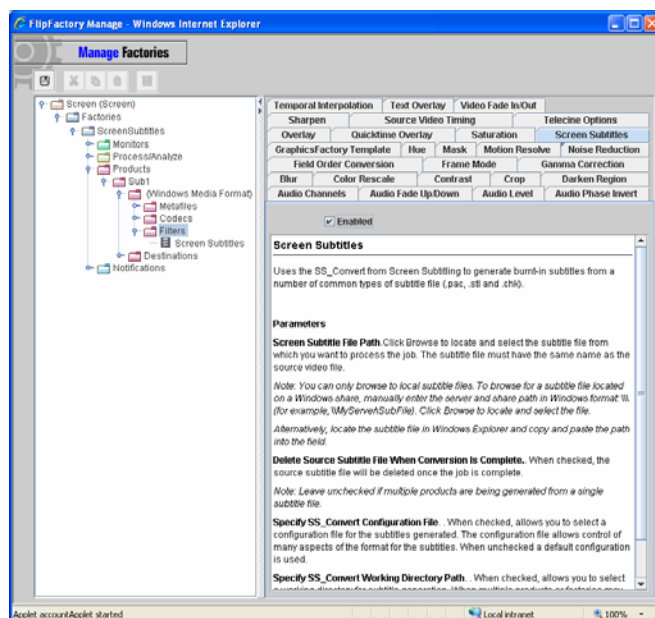 FlipFactory Manage - Windows Internet Explorer
Manage Factories
Screen (Screen)
Factories
ScreenSubtitles
Monitors
Process/Analyze
Products
Sub1
(Windows Media Format)
Metafiles
Codecs
Filters
Screen Subtitles
Destinations
Notifications
Temporal Interpolation Text Overlay Video Fade In/Out
Sharpen Source Video Timing Telecine Options
Overlay Quicktime Overlay Saturation Screen Subtitles
GraphicsFactory Template Hue Mask Motion Resolve Noise Reduction
Field Order Conversion Frame Mode Gamma Correction
Blur Color Rescale Contrast Crop Darken Region
Audio Channels Audio Fade Up/Down Audio Level Audio Phase Invert
Enabled
Screen Subtitles
Uses the SS_Convert from Screen Subtitling to generate burnt-in subtitles from a
number of common types of subtitle file (.pac, .stl and .chk).
Parameters
Screen Subtitle File Path.Click Browse to locate and select the subtitle file from
which you want to process the job. The subtitle file must have the same name as the
source video file.
Note: You can only browse to local subtitle files. To browse for a subtitle file located
on a Windows share, manually enter the server and share path in Windows format: \\\
(for example, \\MyServer\SubFile). Click Browse to locate and select the file.
Alternatively, locate the subtitle file in Windows Explorer and copy and paste the path
into the field.
Delete Source Subtitle File When Conversion Is Complete.. When checked, the
source subtitle file will be deleted once the job is complete.
Note: Leave unchecked if multiple products are being generated from a single
subtitle file.
Specify SS_Convert Configuration File. . When checked, allows you to select a
configuration file for the subtitles generated. The configuration file allows control of
many aspects of the format for the subtitles. When unchecked a default configuration
is used.
Specify SS_Convert Working Directory Path. . When checked, allows you to select
a working directory for subtitle generation. When multiple products or factories may
Applet accountApplet started
Local intranet
100%